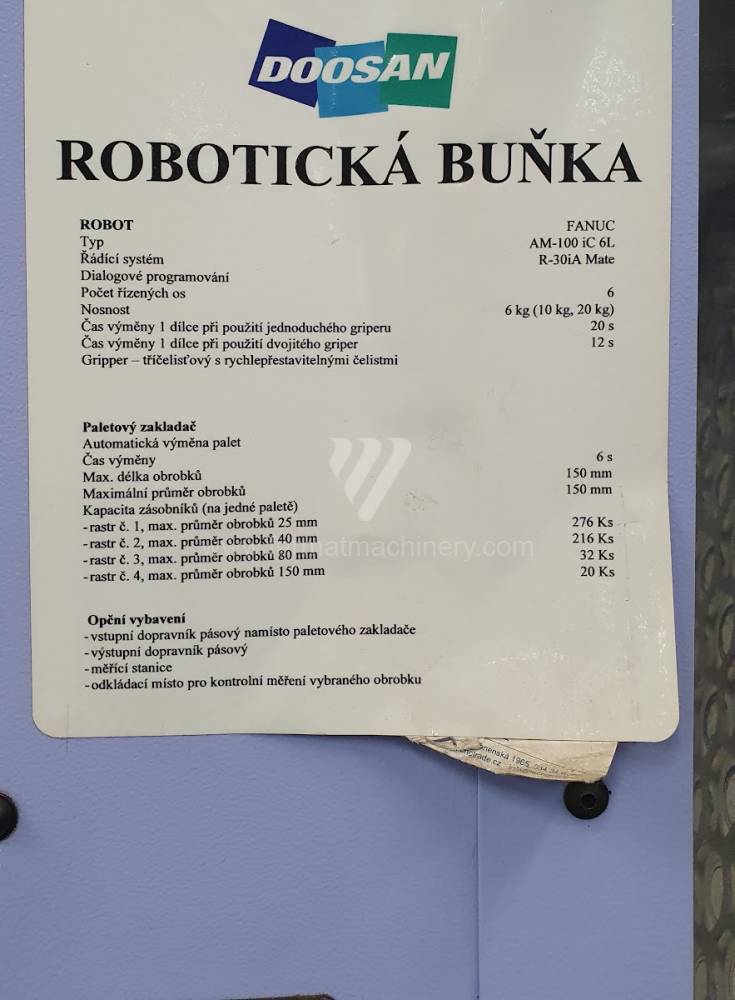 DOOSAN
ROBOTICKÁ BUŇKA
ROBOT FANUC
Typ AM-100 iC 6L
Řádící systém R-30iA Mate
Dialogové programování
Počet řízených os 6
Nosnost 6 kg (10 kg, 20 kg)
Čas výměny 1 dílce při použití jednoduchého griperu 20 s
Čas výměny 1 dílce při použití dvojitého griper 12 s
Gripper – tříčelisťový s rychlepřestavitelnými čelistmi
Paletový zakladač
Automatická výměna palet
Čas výměny 6 s
Max. délka obrobků 150 mm
Maximální průměr obrobků 150 mm
Kapacita zásobníků (na jedné paletě)
-rastr č. 1, max. průměr obrobků 25 mm 276 Ks
-rastr č. 2, max. průměr obrobků 40 mm 216 Ks
-rastr č. 3, max. průměr obrobků 80 mm 32 Ks
-rastr č. 4, max. průměr obrobků 150 mm 20 Ks
Opční vybavení
-vstupní dopravník pásový namísto paletového zakladače
-výstupní dopravník pásový
-měřící stanice
-odkládací místo pro kontrolní měření vybraného obrobku
1965